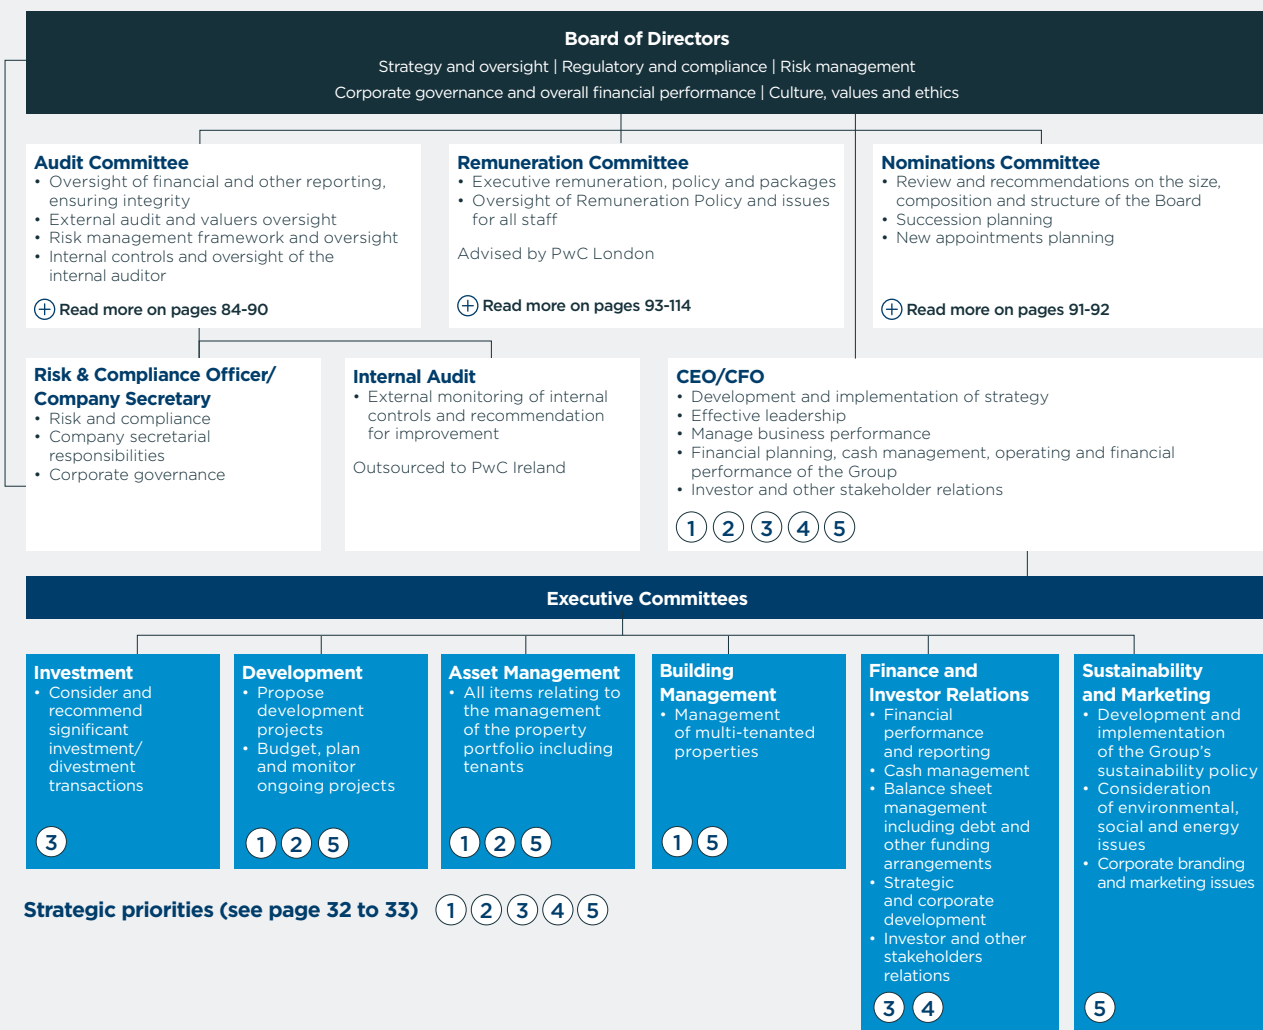 Board of Directors
Strategy and oversight | Regulatory and compliance | Risk management
Corporate governance and overall financial performance | Culture, values and ethics
Audit Committee
• Oversight of financial and other reporting,
ensuring integrity
• External audit and valuers oversight
• Risk management framework and oversight
• Internal controls and oversight of the
internal auditor
Read more on pages 84-90
Remuneration Committee
• Executive remuneration, policy and packages
• Oversight of Remuneration Policy and issues
for all staff
Advised by PwC London
Read more on pages 93-114
Nominations Committee
• Review and recommendations on the size,
composition and structure of the Board
• Succession planning
• New appointments planning
Read more on pages 91-92
Risk & Compliance Officer/
Company Secretary
• Risk and compliance
• Company secretarial
responsibilities
• Corporate governance
Internal Audit
• External monitoring of internal
controls and recommendation
for improvement
Outsourced to PwC Ireland
CEO/CFO
• Development and implementation of strategy
• Effective leadership
• Manage business performance
• Financial planning, cash management, operating and financial
performance of the Group
• Investor and other stakeholder relations
1 2 3 4 5
Executive Committees
Investment
• Consider and
recommend
significant
investment/
divestment
transactions
3
Development
• Propose
development
projects
• Budget, plan
and monitor
ongoing projects
1 2 5
Asset Management
• All items relating to
the management
of the property
portfolio including
tenants
1 2 5
Building
Management
• Management
of multi-tenanted
properties
1 5
Finance and
Investor Relations
• Financial
performance
and reporting
• Cash management
• Balance sheet
management
including debt and
other funding
arrangements
• Strategic
and corporate
development
• Investor and other
stakeholders
relations
3 4
Sustainability
and Marketing
• Development and
implementation
of the Group's
sustainability policy
• Consideration
of environmental,
social and energy
issues
• Corporate branding
and marketing issues
5
Strategic priorities (see page 32 to 33) 1 2 3 4 5